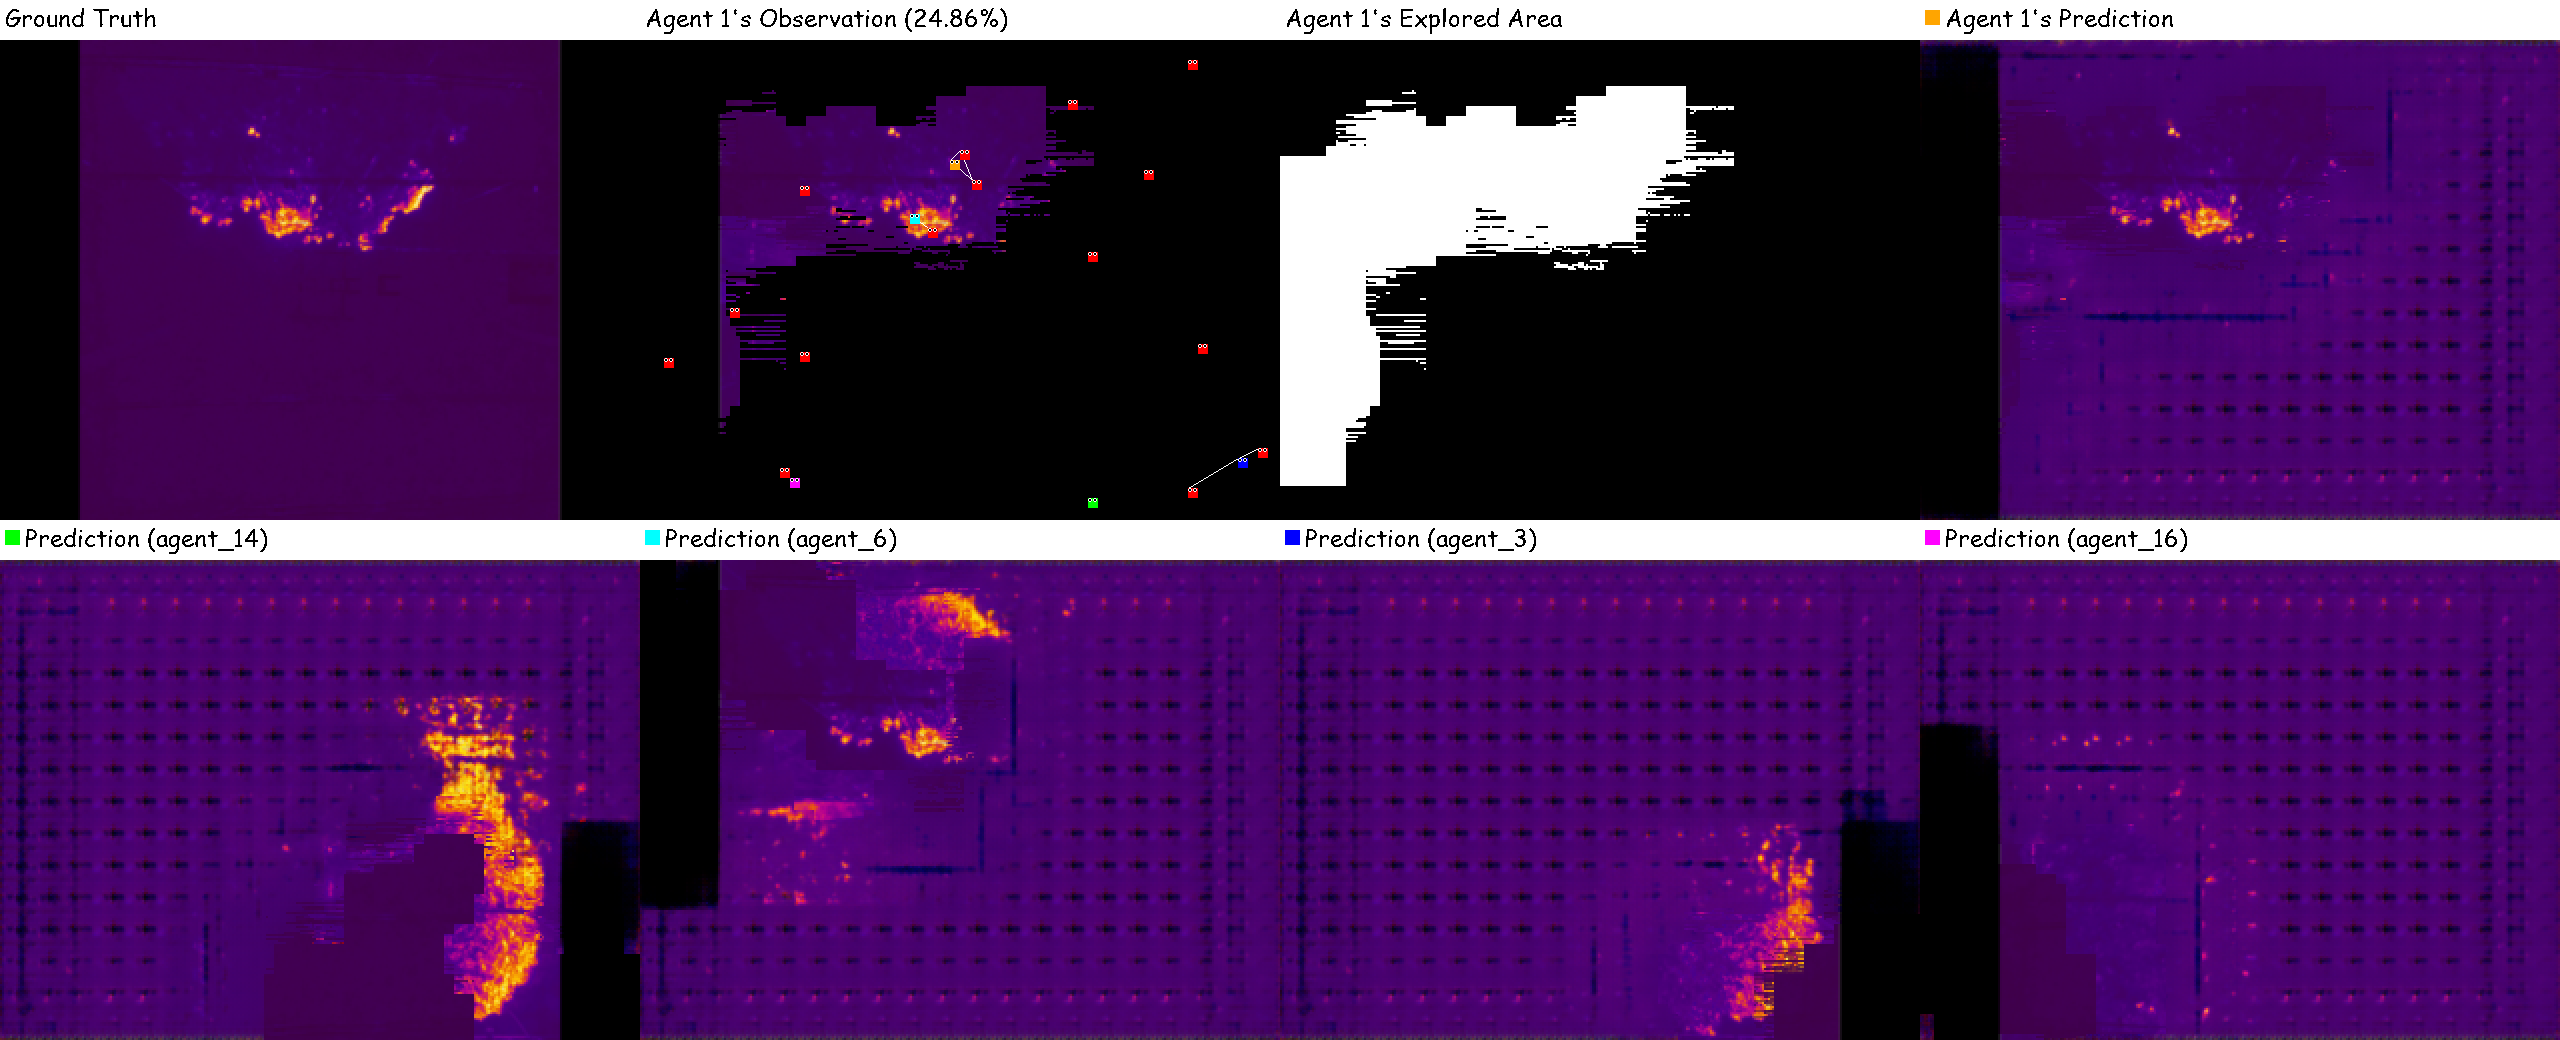 Ground Truth
Agent 1's Observation (24.86%)
Agent 1's Explored Area
Agent 1's Prediction
Prediction (agent_14)
Prediction (agent_6)
Prediction (agent_3)
Prediction (agent_16)